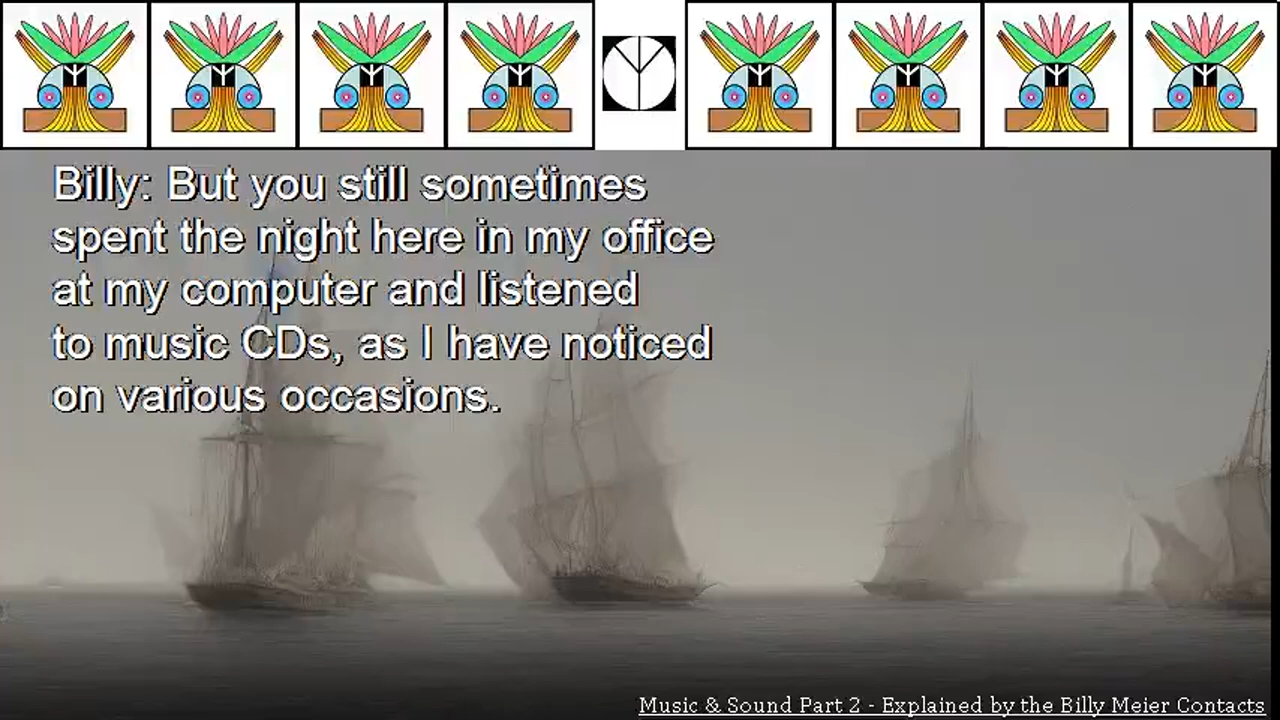 Billy: But you still sometimes
spent the night here in my office
at my computer and listened
to music CDs, as I have noticed
on various occasions.
Music & Sound Part 2 - Explained by the Billy Meier Contacts